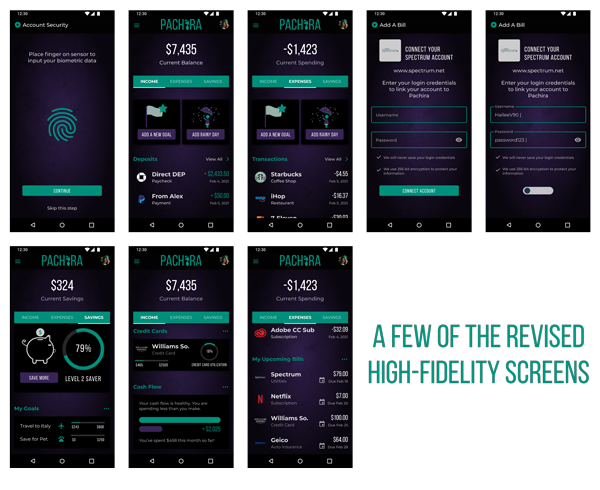 12:30
Account Security
Place finger on sensor to
input your biometric data
CONTINUE
Skip this step
12:30
PACHIRA
$7,435
Current Balance
INCOME EXPENSES SAVINGS
ADD A NEW GOAL ADD RAINY DAY
Deposits View All
Direct DEP + $2,433.50
Paycheck Feb 4, 2021
From Alex + $50.00
Payment Feb 3, 2021
12:30
PACHIRA
-$1,423
Current Spending
INCOME EXPENSES SAVINGS
ADD A NEW GOAL ADD RAINY DAY
Transactions View All
Starbucks -$4.55
Coffee Shop Feb 4, 2021
iHop -$16.37
Restaurant Feb 5, 2021
12:30
Add A Bill
CONNECT YOUR
SPECTRUM ACCOUNT
www.spectrum.net
Enter your login credentials
to link your account to
Pachira
Username
Password
We will never save your login credentials
We use 256-bit encryption to protect your
information
CONNECT ACCOUNT
12:30
Add A Bill
CONNECT YOUR
SPECTRUM ACCOUNT
www.spectrum.net
Enter your login credentials
to link your account to
Pachira
Username
HaileeV90 |
Password
password123 |
We will never save your login credentials
We use 256-bit encryption to protect your
information
12:30
PACHIRA
$324
Current Savings
INCOME EXPENSES SAVINGS
79%
SAVE MORE
LEVEL 2 SAVER
My Goals
Travel to Italy $243
Save for Pet
12:30
PACHIRA
$7,435
Current Balance
INCOME EXPENSES SAVINGS
Credit Cards
Williams So.
Credit Card
CREDIT CARD UTILIZATION
Cash Flow
Your cash flow is healthy. You are
spending less than you make.
+ $2,025
You've spent $458 this month so far!
12:30
PACHIRA
-$1,423
Current Spending
INCOME EXPENSES SAVINGS
Adobe CC Sub -$32.09
Subscription Feb 4, 2021
My Upcoming Bills
Spectrum $79.00
Utilities Due Feb 19
Netflix $7.00
Subscription Due Feb 20
Williams So. $100.00
Credit Card Due Feb 25
Geico $64.00
Auto-Insurance Due Feb 28
A FEW OF THE REVISED
HIGH-FIDELITY SCREENS